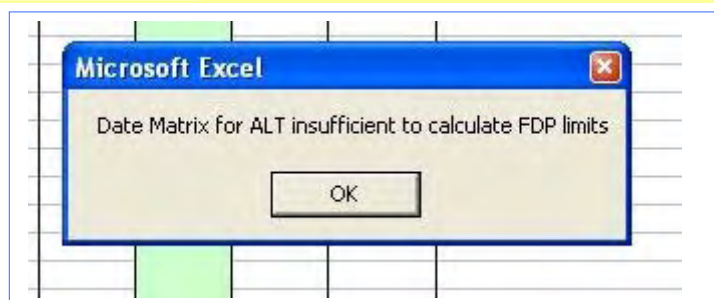 Microsoft Excel
Date Matrix for ALT insufficient to calculate FDP limits
OK